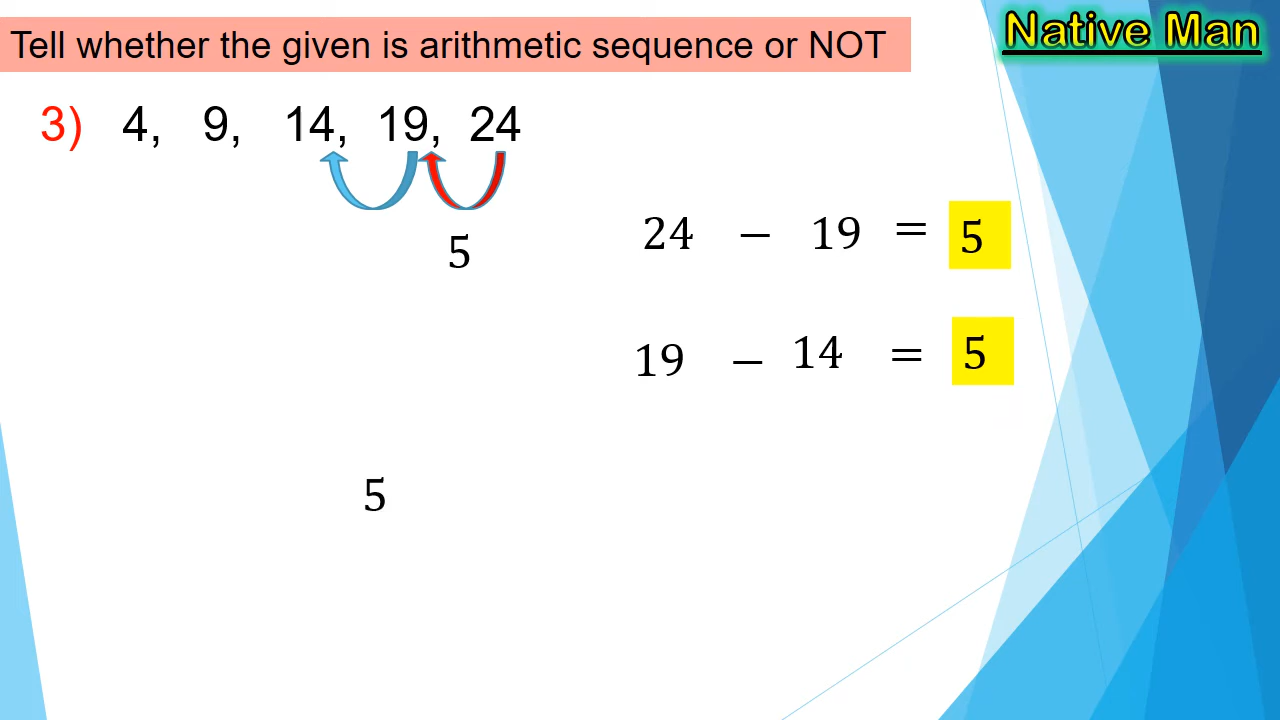 Native Man
Tell whether the given is arithmetic sequence or NOT
3) 4, 9, 14, 19, 24
5
24 − 19 = 5
19 − 14 = 5
5